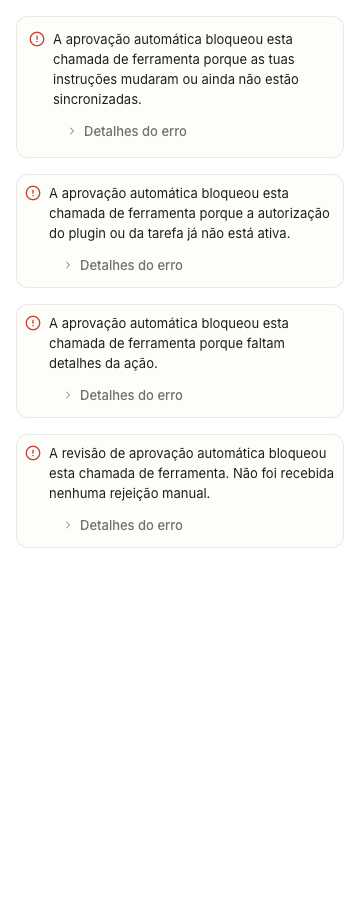 A aprovação automática bloqueou esta
chamada de ferramenta porque as tuas
instruções mudaram ou ainda não estão
sincronizadas.
Detalhes do erro
A aprovação automática bloqueou esta
chamada de ferramenta porque a autorização
do plugin ou da tarefa já não está ativa.
Detalhes do erro
A aprovação automática bloqueou esta
chamada de ferramenta porque faltam
detalhes da ação.
Detalhes do erro
A revisão de aprovação automática bloqueou
esta chamada de ferramenta. Não foi recebida
nenhuma rejeição manual.
Detalhes do erro